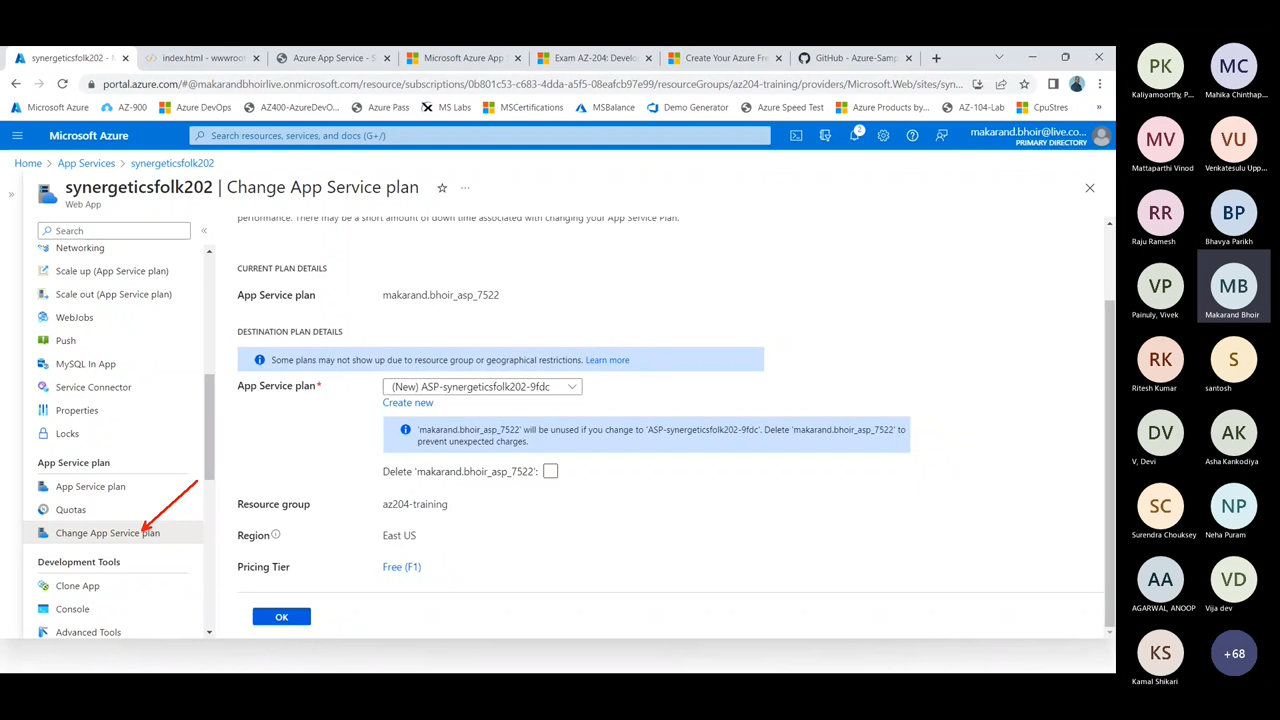 synergeticsfolk202 - M
index.html - wwwroot
Azure App Service - S
Microsoft Azure App
Exam AZ-204: Develo
Create Your Azure Fre
GitHub - Azure-Samp
portal.azure.com/#@makarandbhoirlive.onmicrosoft.com/resource/subscriptions/0b801c53-c683-4dda-a5f5-08eafcb97e99/resourceGroups/az204-training/providers/Microsoft.Web/sites/syn...
Microsoft Azure
AZ-900
Azure DevOps
AZ400-AzureDevO...
Azure Pass
MS Labs
MSCertifications
MSBalance
Demo Generator
Azure Speed Test
Azure Products by...
AZ-104-Lab
CpuStres
»
Microsoft Azure
Search resources, services, and docs (G+/)
2
makarand.bhoir@live.co...
PRIMARY DIRECTORY
Home > App Services > synergeticsfolk202
synergeticsfolk202 | Change App Service plan
Web App
Search
Networking
Scale up (App Service plan)
Scale out (App Service plan)
WebJobs
Push
MySQL In App
Service Connector
Properties
Locks
App Service plan
App Service plan
Quotas
Change App Service plan
Development Tools
Clone App
Console
Advanced Tools
performance. There may be a short amount of down time associated with changing your App Service Plan.
CURRENT PLAN DETAILS
App Service plan makarand.bhoir_asp_7522
DESTINATION PLAN DETAILS
Some plans may not show up due to resource group or geographical restrictions. Learn more
App Service plan* (New) ASP-synergeticsfolk202-9fdc
Create new
'makarand.bhoir_asp_7522' will be unused if you change to 'ASP-synergeticsfolk202-9fdc'. Delete 'makarand.bhoir_asp_7522' to
prevent unexpected charges.
Delete 'makarand.bhoir_asp_7522':
Resource group az204-training
Region East US
Pricing Tier Free (F1)
OK
PK
Kaliyamoorthy, P...
MC
Mahika Chinthap...
MV
Mattaparthi Vinod
VU
Venkatesulu Upp...
RR
Raju Ramesh
BP
Bhavya Parikh
VP
Painuly, Vivek
MB
Makarand Bhoir
RK
Ritesh Kumar
S
santosh
DV
V, Devi
AK
Asha Kankodiya
SC
Surendra Chouksey
NP
Neha Puram
AA
AGARWAL, ANOOP
VD
Vija dev
KS
Kamal Shikari
+68